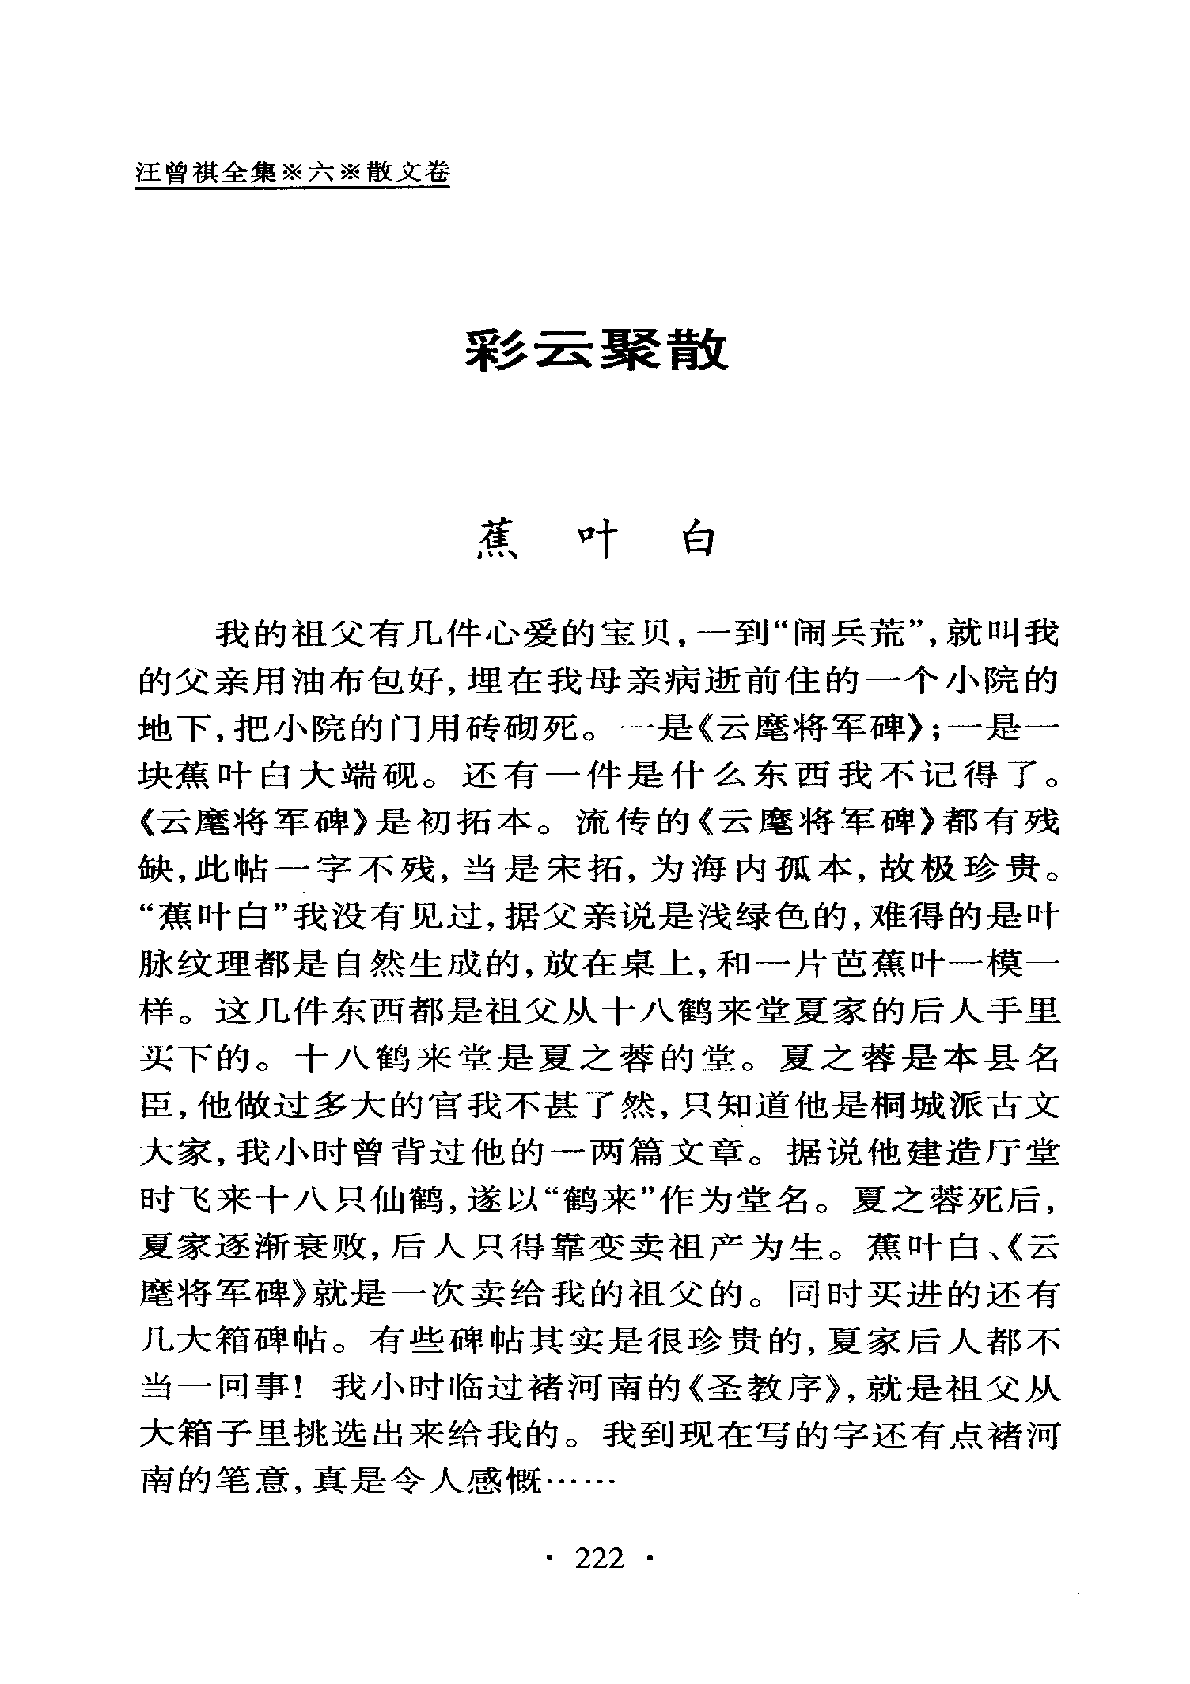 汪曾祺全集※六※散文卷
彩云聚散
蕉 叶 白
我的祖父有几件心爱的宝贝,一到“闹兵荒”,就叫我
的父亲用油布包好,埋在我母亲病逝前住的一个小院的
地下,把小院的门用砖砌死。一是《云麾将军碑》;一是一
块蕉叶白大端砚。还有一件是什么东西我不记得了。
《云麾将军碑》是初拓本。流传的《云麾将军碑》都有残
缺,此帖一字不残,当是宋拓,为海内孤本,故极珍贵。
“蕉叶白”我没有见过,据父亲说是浅绿色的,难得的是叶
脉纹理都是自然生成的,放在桌上,和一片芭蕉叶一模一
样。这几件东西都是祖父从十八鹤来堂夏家的后人手里
买下的。十八鹤来堂是夏之蓉的堂。夏之蓉是本县名
臣,他做过多大的官我不甚了然,只知道他是桐城派古文
大家,我小时曾背过他的一两篇文章。据说他建造厅堂
时飞来十八只仙鹤,遂以“鹤来”作为堂名。夏之蓉死后,
夏家逐渐衰败,后人只得靠变卖祖产为生。蕉叶白、《云
麾将军碑》就是一次卖给我的祖父的。同时买进的还有
几大箱碑帖。有些碑帖其实是很珍贵的,夏家后人都不
当一回事!我小时临过褚河南的《圣教序》,就是祖父从
大箱子里挑选出来给我的。我到现在写的字还有点褚河
南的笔意,真是令人感慨……
· 222 ·